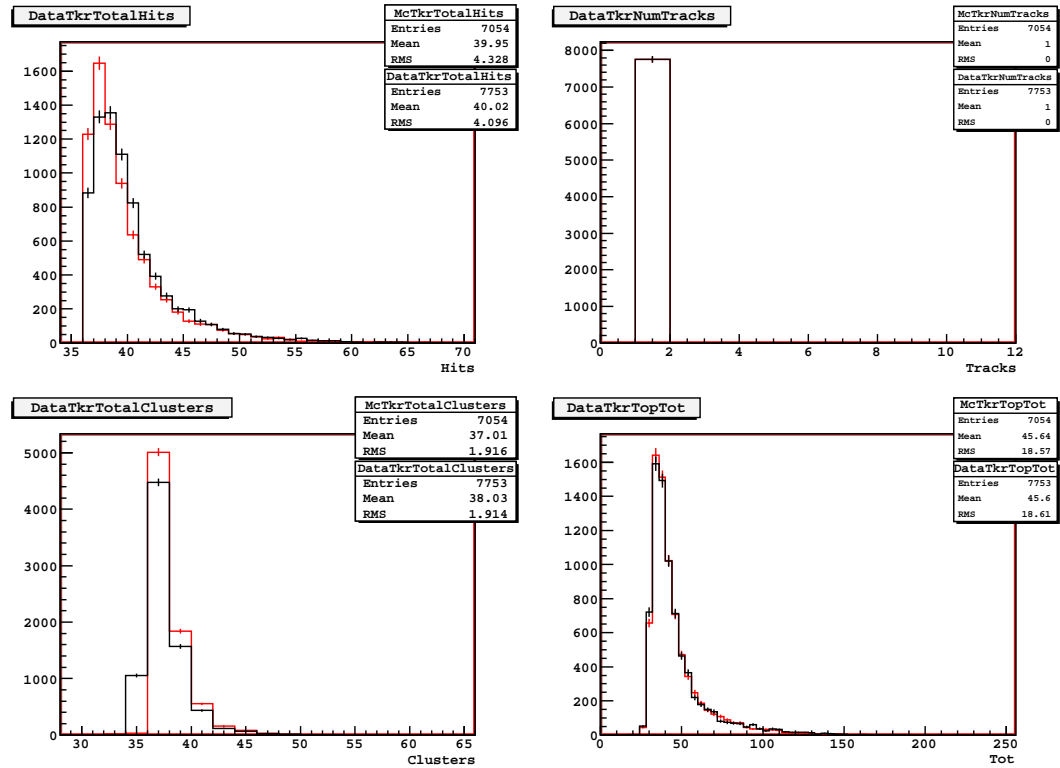 DataTkrTotalHits
McTkrTotalHits
Entries 7054
Mean 39.95
RMS 4.328
DataTkrTotalHits
Entries 7753
Mean 40.02
RMS 4.096
1600
1400
1200
1000
800
600
400
200
0
35 40 45 50 55 60 65 70
Hits
DataTkrNumTracks
McTkrNumTracks
Entries 7054
Mean 1
RMS 0
DataTkrNumTracks
Entries 7753
Mean 1
RMS 0
8000
7000
6000
5000
4000
3000
2000
1000
0
0 2 4 6 8 10 12
Tracks
DataTkrTotalClusters
McTkrTotalClusters
Entries 7054
Mean 37.01
RMS 1.916
DataTkrTotalClusters
Entries 7753
Mean 38.03
RMS 1.914
5000
4000
3000
2000
1000
0
30 35 40 45 50 55 60 65
Clusters
DataTkrTopTot
McTkrTopTot
Entries 7054
Mean 45.64
RMS 18.57
DataTkrTopTot
Entries 7753
Mean 45.6
RMS 18.61
1600
1400
1200
1000
800
600
400
200
0
0 50 100 150 200 250
Tot